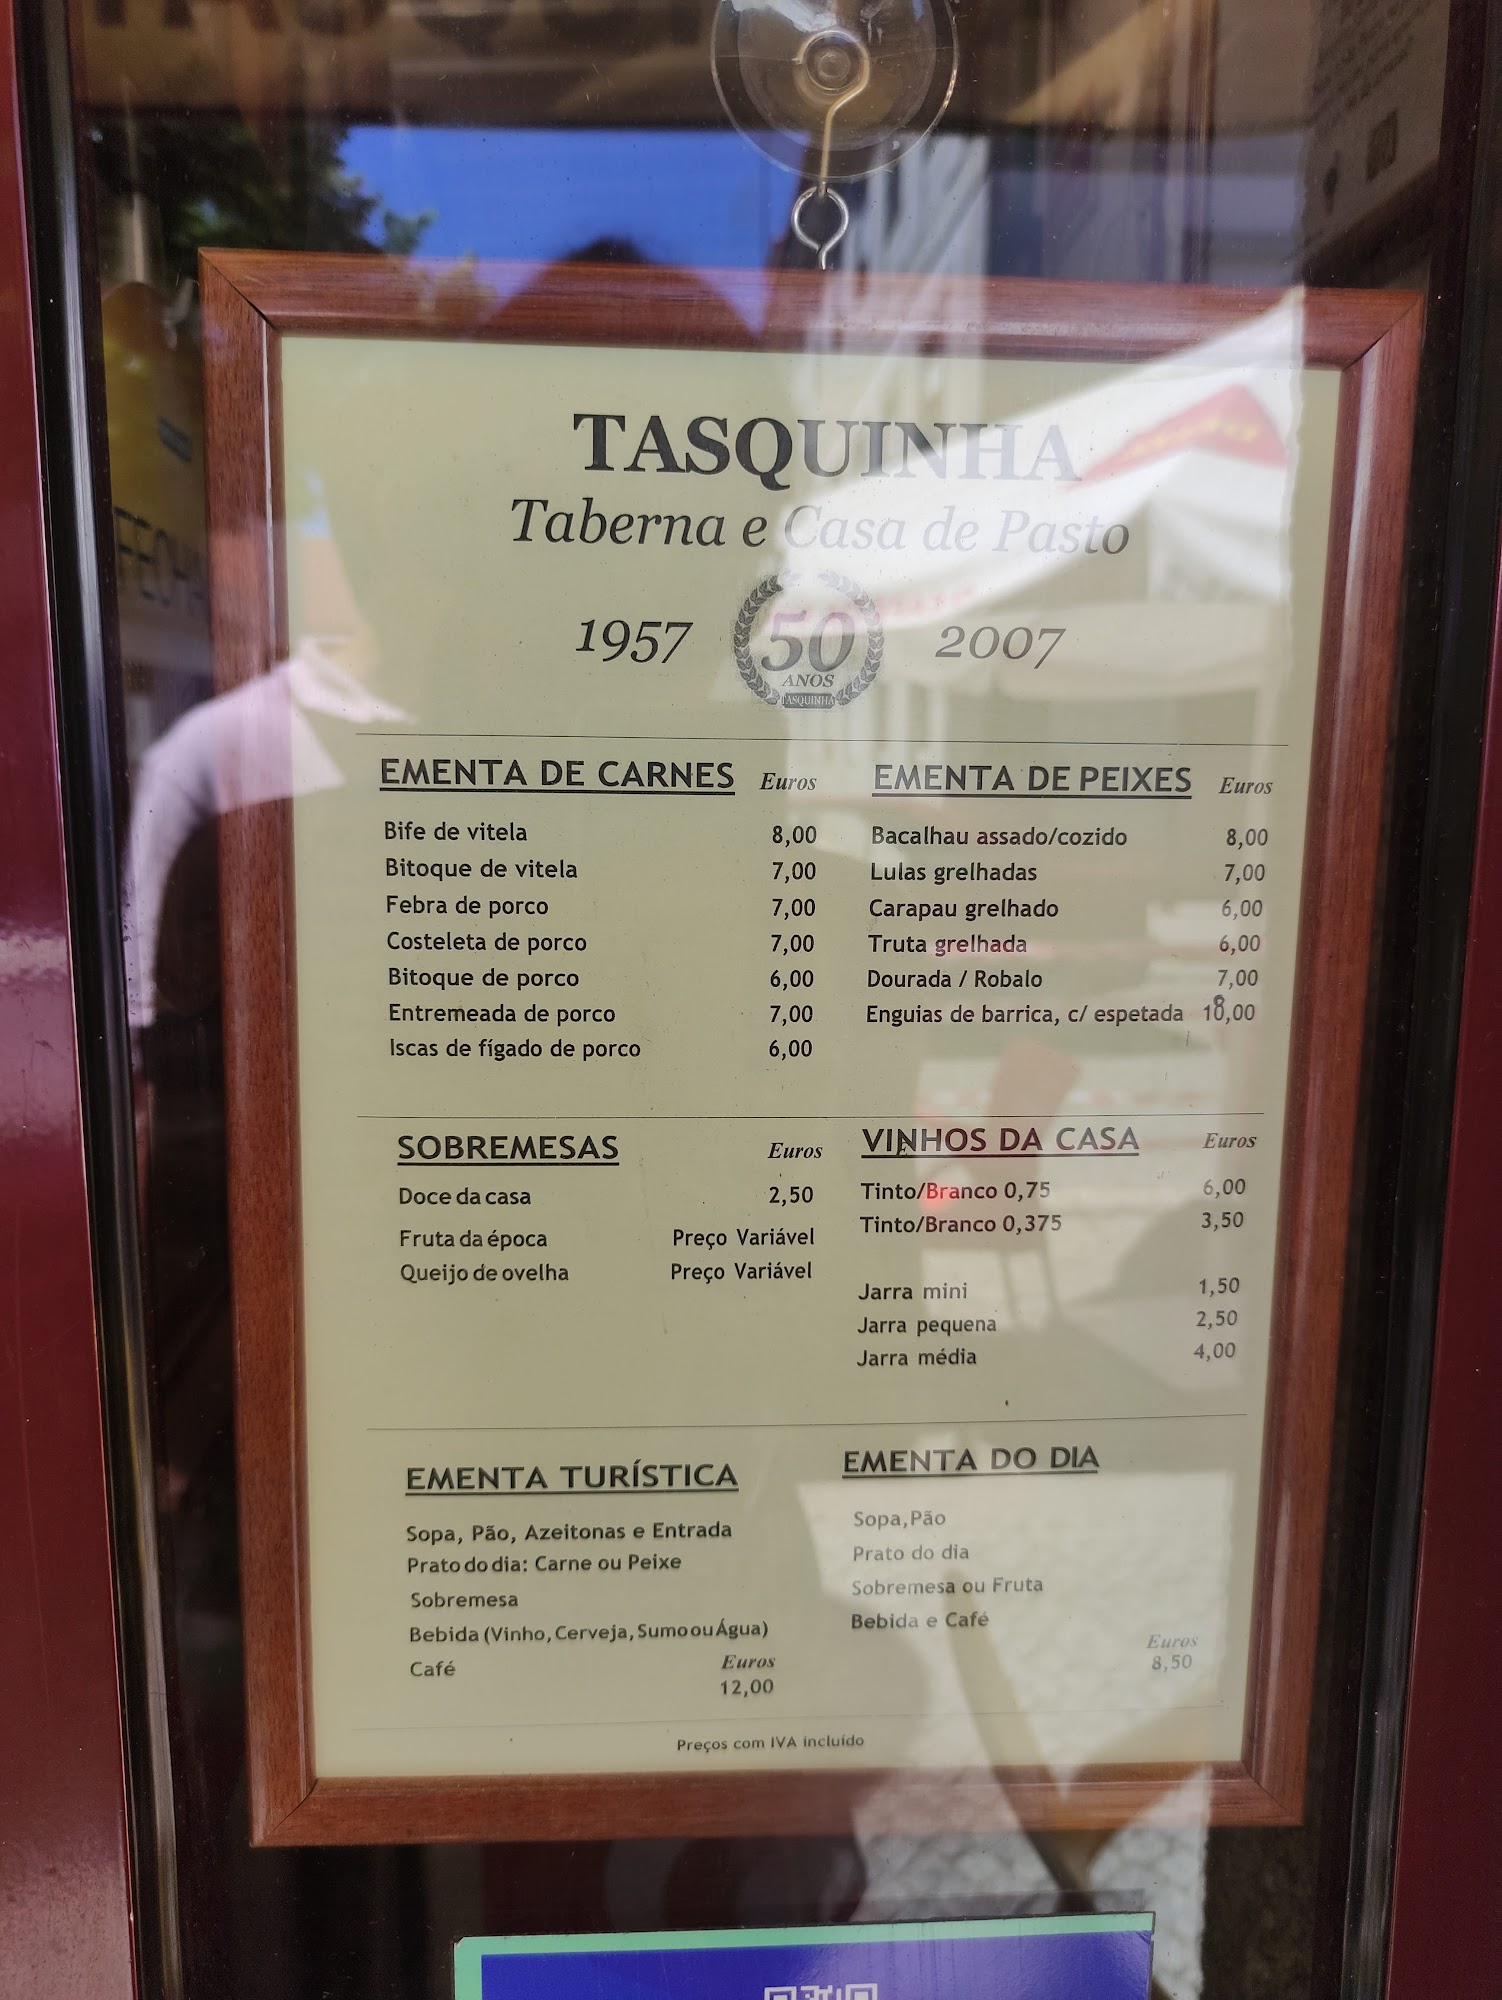 TASQUINHA
Taberna e Casa de Pasto
1957 50 ANOS TASQUINHA 2007
EMENTA DE CARNES Euros
Bife de vitela 8,00
Bitoque de vitela 7,00
Febra de porco 7,00
Costeleta de porco 7,00
Bitoque de porco 6,00
Entremeada de porco 7,00
Iscas de fígado de porco 6,00
EMENTA DE PEIXES Euros
Bacalhau assado/cozido 8,00
Lulas grelhadas 7,00
Carapau grelhado 6,00
Truta grelhada 6,00
Dourada / Robalo 7,00
Enguias de barrica, c/ espetada
SOBREMESAS Euros
Doce da casa 2,50
Fruta da época Preço Variável
Queijo de ovelha Preço Variável
VINHOS DA CASA Euros
Tinto/Branco 0,75 6,00
Tinto/Branco 0,375 3,50
Jarra mini 1,50
Jarra pequena 2,50
Jarra média 4,00
EMENTA TURÍSTICA
Sopa, Pão, Azeitonas e Entrada
Prato do dia: Carne ou Peixe
Sobremesa
Bebida (Vinho, Cerveja, Sumo ou Água)
Café Euros
12,00
EMENTA DO DIA
Sopa,Pão
Prato do dia
Sobremesa ou Fruta
Bebida e Café
Euros
8,50
Preços com IVA incluído